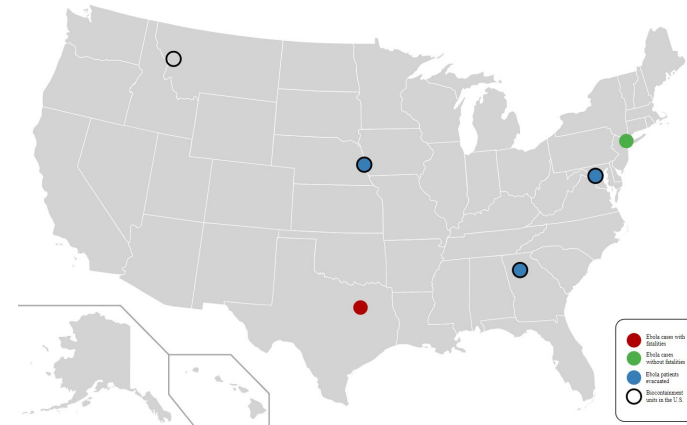 Ebola cases with
fatalities
Ebola cases
without fatalities
Ebola patients
evacuated
Biocontainment
units in the U.S.